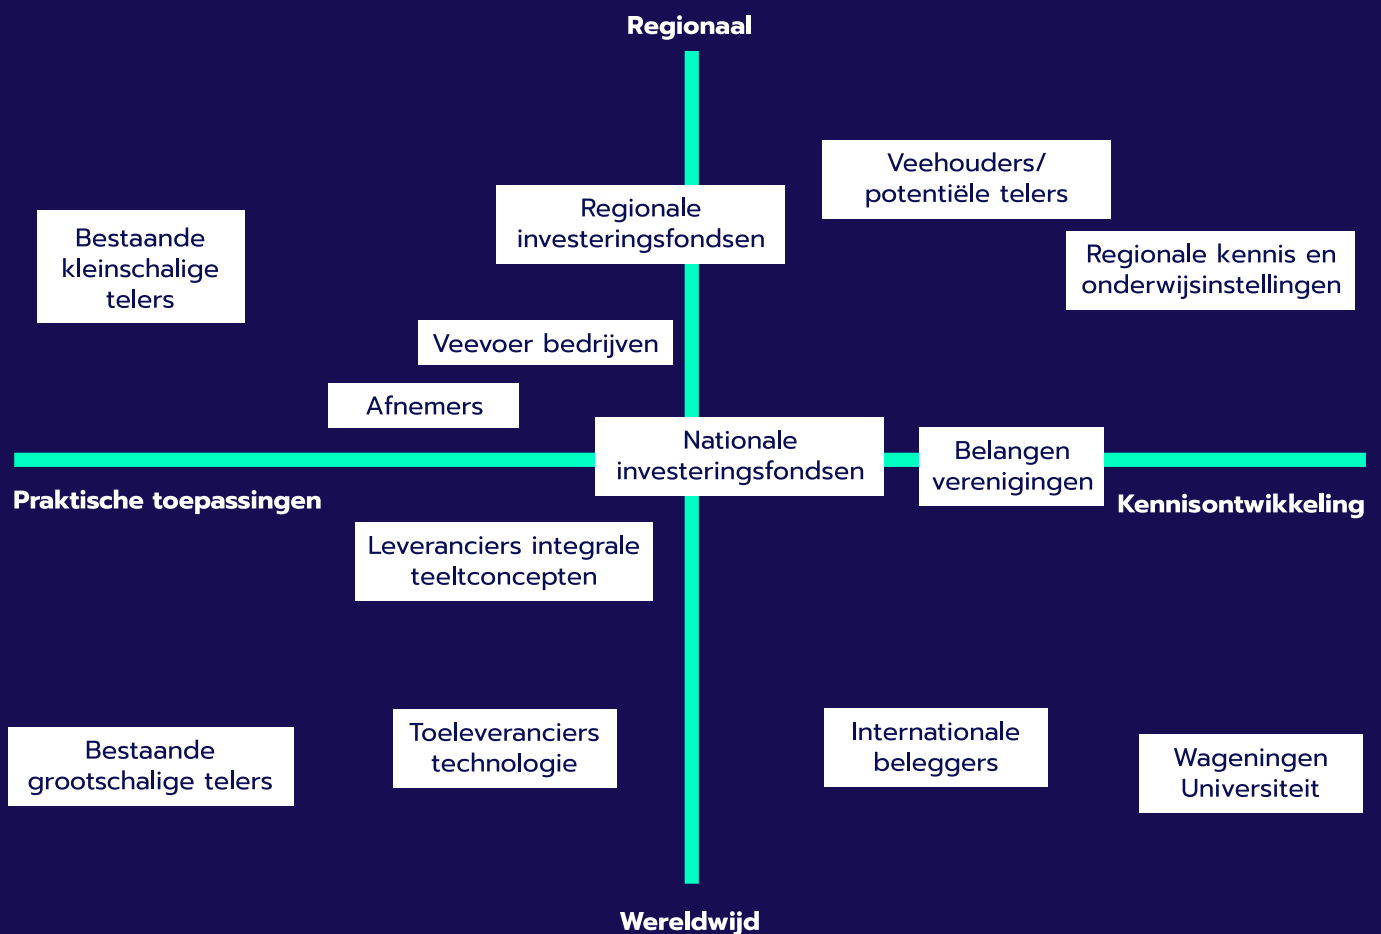 Regionaal
Veehouders/
potentiële telers
Regionale
investeringsfondsen
Bestaande
kleinschalige
telers
Regionale kennis en
onderwijsinstellingen
Veevoer bedrijven
Afnemers
Nationale
investeringsfondsen
Belangen
verenigingen
Praktische toepassingen
Kennisontwikkeling
Leveranciers integrale
teeltconcepten
Toeleveranciers
technologie
Internationale
beleggers
Bestaande
grootschalige telers
Wageningen
Universiteit
Wereldwijd